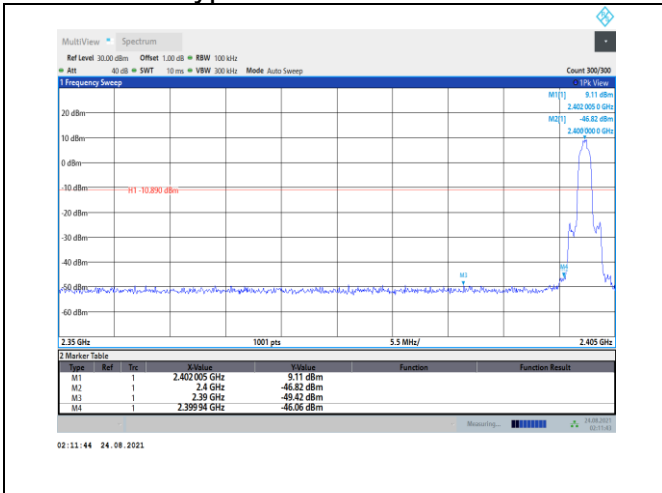 MultiView Spectrum
Ref Level 30.00 dBm Offset 1.00 dB RBW 100 kHz
Att 40 dB SWT 10 ms VBW 300 kHz Mode Auto Sweep Count 300/300
1 Frequency Sweep 1Pk View
M1[1] 9.11 dBm
2.402 005 0 GHz
M2[1] -46.82 dBm
2.400 000 0 GHz
20 dBm
10 dBm
0 dBm
-10 dBm
H1 -10.890 dBm
-20 dBm
-30 dBm
-40 dBm
M3
M4
-50 dBm
-60 dBm
2.35 GHz 1001 pts 5.5 MHz/ 2.405 GHz
2 Marker Table
Type Ref Trc X-Value Y-Value Function Function Result
M1 1 2.402 005 GHz 9.11 dBm
M2 1 2.4 GHz -46.82 dBm
M3 1 2.39 GHz -49.42 dBm
M4 1 2.399 94 GHz -46.06 dBm
Measuring... 24.08.2021
02:11:43
02:11:44 24.08.2021